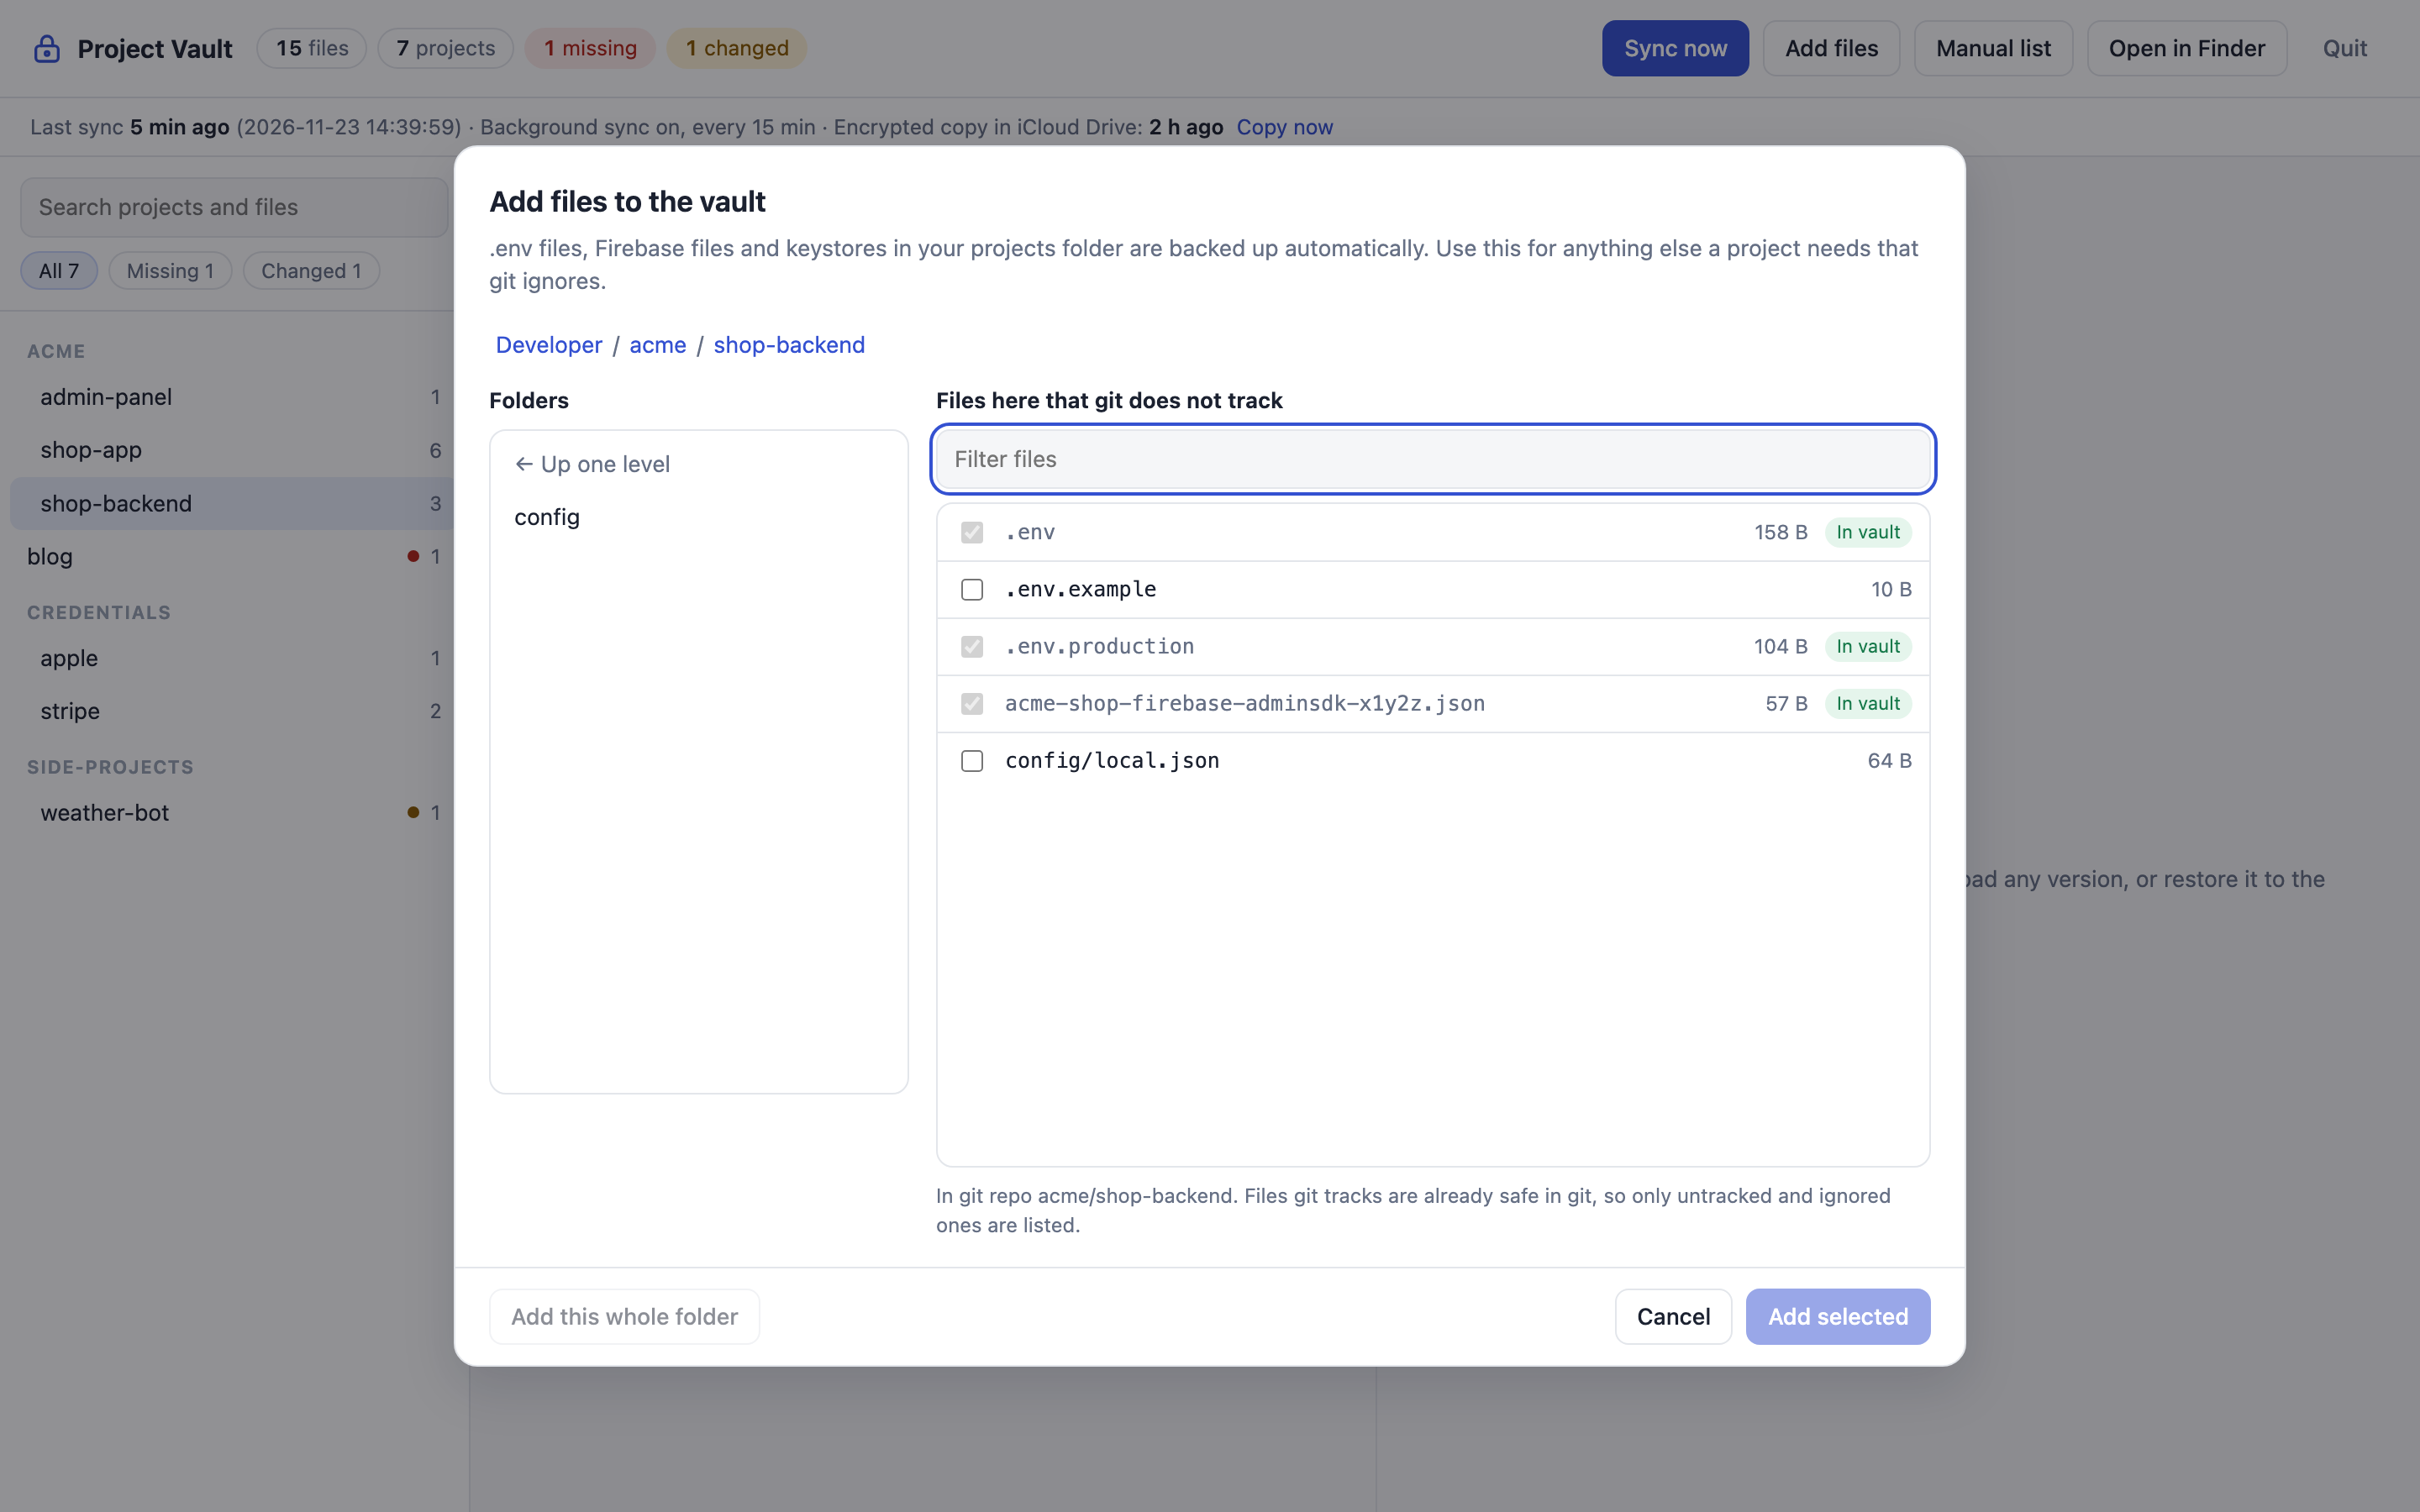 Project Vault
15 files
7 projects
1 missing
1 changed
Sync now
Add files
Manual list
Open in Finder
Quit
Last sync 5 min ago (2026-11-23 14:39:59) · Background sync on, every 15 min · Encrypted copy in iCloud Drive: 2 h ago Copy now
Search projects and files
All 7
Missing 1
Changed 1
ACME
admin-panel 1
shop-app 6
shop-backend 3
blog 1
CREDENTIALS
apple 1
stripe 2
SIDE-PROJECTS
weather-bot 1
Add files to the vault
.env files, Firebase files and keystores in your projects folder are backed up automatically. Use this for anything else a project needs that
git ignores.
Developer / acme / shop-backend
Folders
← Up one level
config
Files here that git does not track
Filter files
.env 158 B In vault
.env.example 10 B
.env.production 104 B In vault
acme-shop-firebase-adminsdk-x1y2z.json 57 B In vault
config/local.json 64 B
In git repo acme/shop-backend. Files git tracks are already safe in git, so only untracked and ignored
ones are listed.
Add this whole folder
Cancel
Add selected
any version, or restore it to the